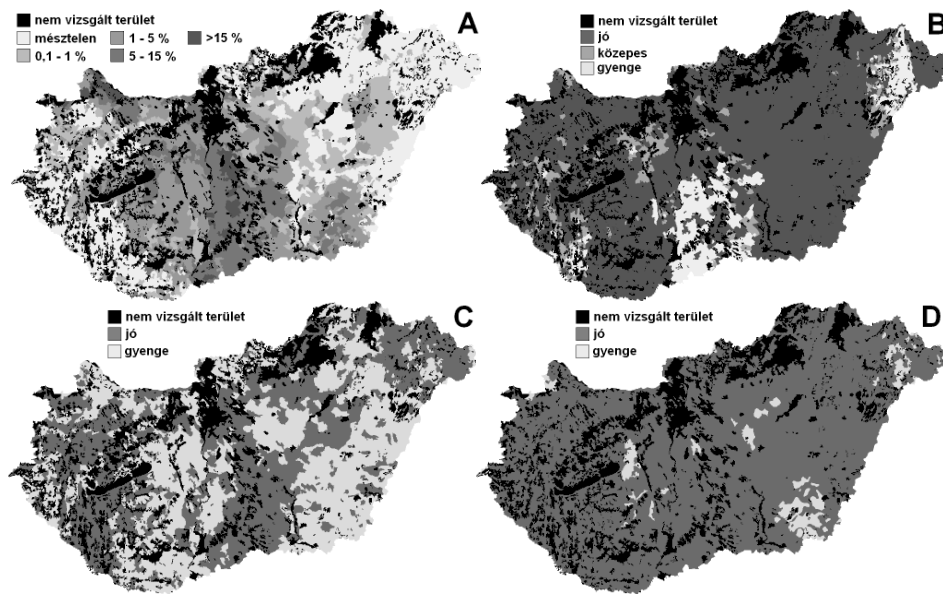 nem vizsgált terület
mésztelen 1 - 5 % >15 %
0,1 - 1 % 5 - 15 %
A
nem vizsgált terület
jó
közepes
gyenge
B
nem vizsgált terület
jó
gyenge
C
nem vizsgált terület
jó
gyenge
D